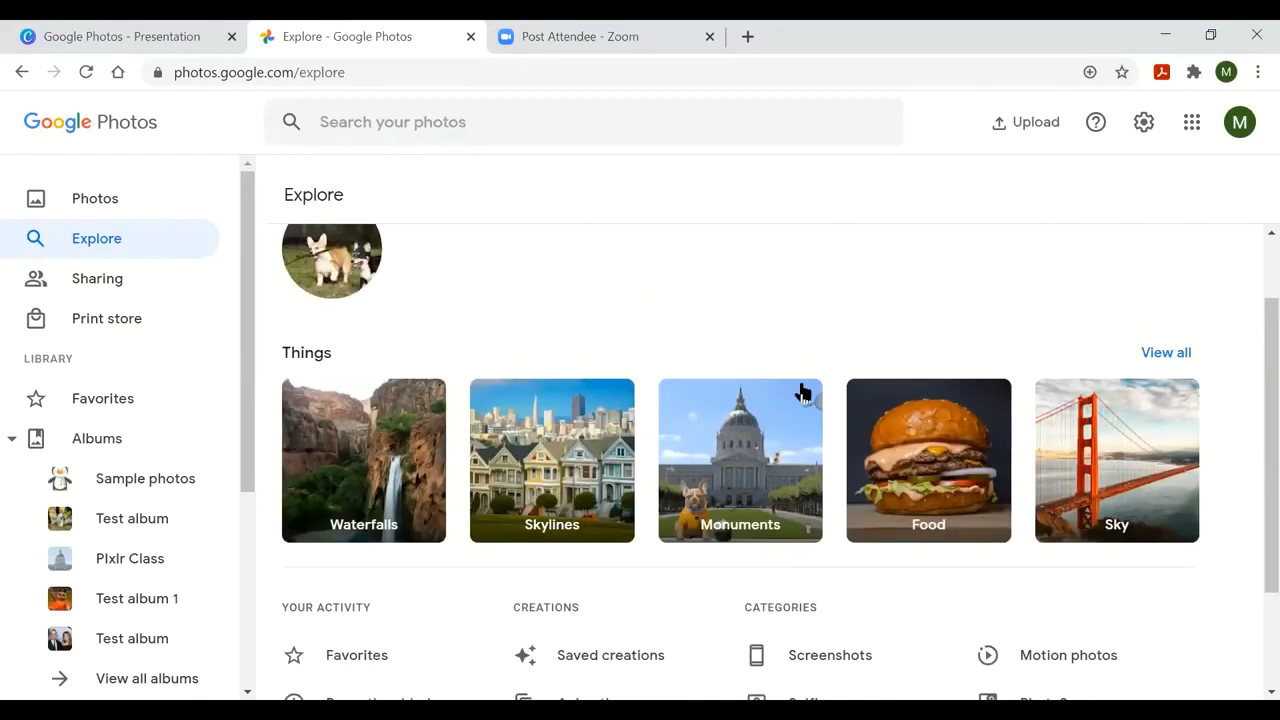 Google Photos - Presentation
Explore - Google Photos
Post Attendee - Zoom
photos.google.com/explore
M
Google Photos
Search your photos
Upload
M
Photos
Explore
Sharing
Print store
LIBRARY
Favorites
Albums
Sample photos
Test album
PIxlr Class
Test album 1
Test album
View all albums
Explore
Things
View all
Waterfalls
Skylines
Monuments
Food
Sky
YOUR ACTIVITY
CREATIONS
CATEGORIES
Favorites
Saved creations
Screenshots
Motion photos